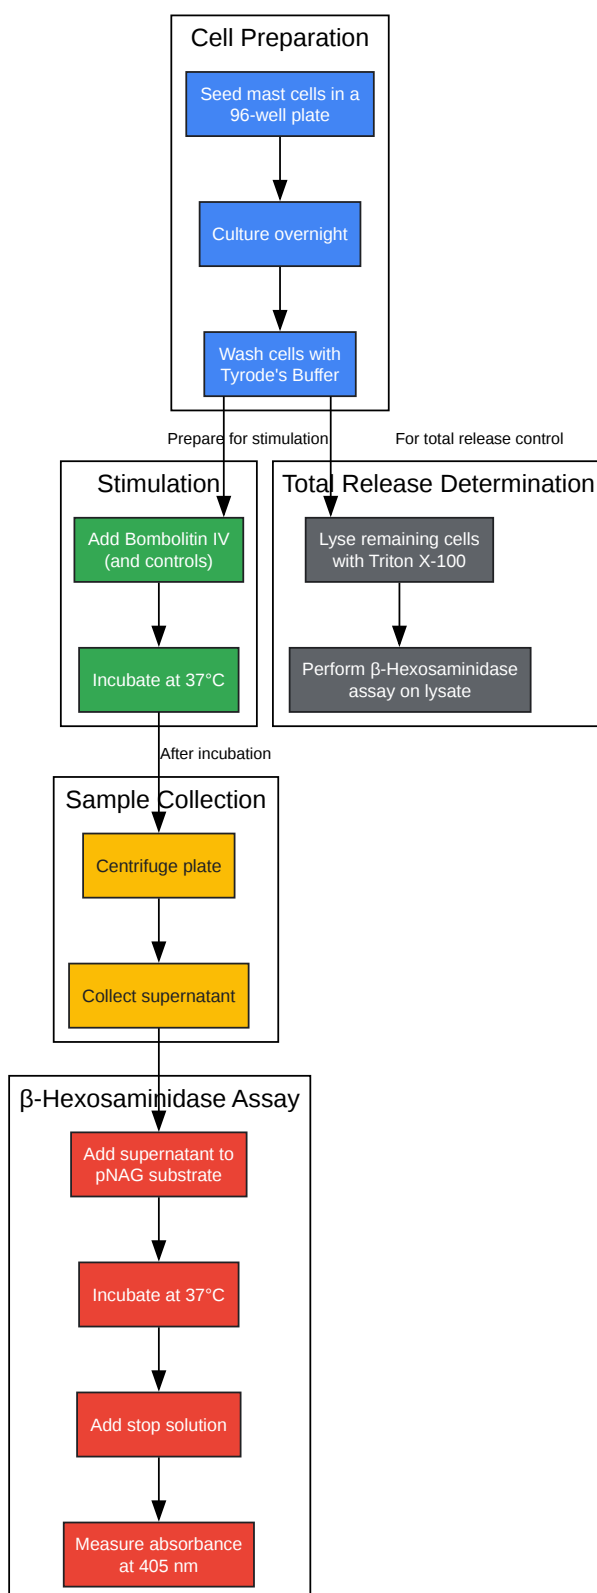 Cell Preparation
Seed mast cells in a
96-well plate
Culture overnight
Wash cells with
Tyrode's Buffer
Prepare for stimulation
For total release control
Stimulation
Add Bombolitin IV
(and controls)
Incubate at 37°C
Total Release Determination
Lyse remaining cells
with Triton X-100
Perform β-Hexosaminidase
assay on lysate
After incubation
Sample Collection
Centrifuge plate
Collect supernatant
β-Hexosaminidase Assay
Add supernatant to
pNAG substrate
Incubate at 37°C
Add stop solution
Measure absorbance
at 405 nm